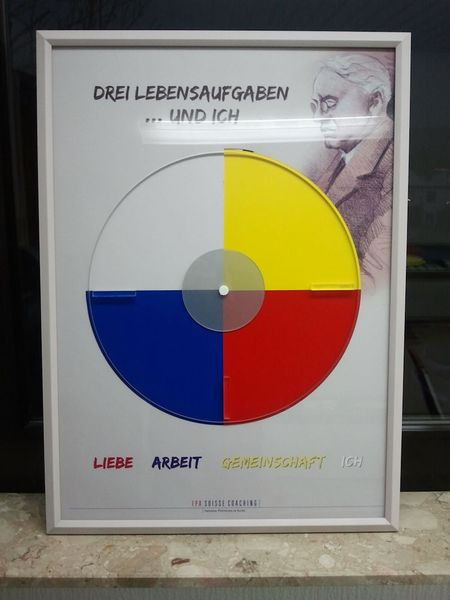 DREI LEBENSAUFGABEN
... UND ICH
LIEBE ARBEIT GEMEINSCHAFT ICH
IPA SUISSE COACHING